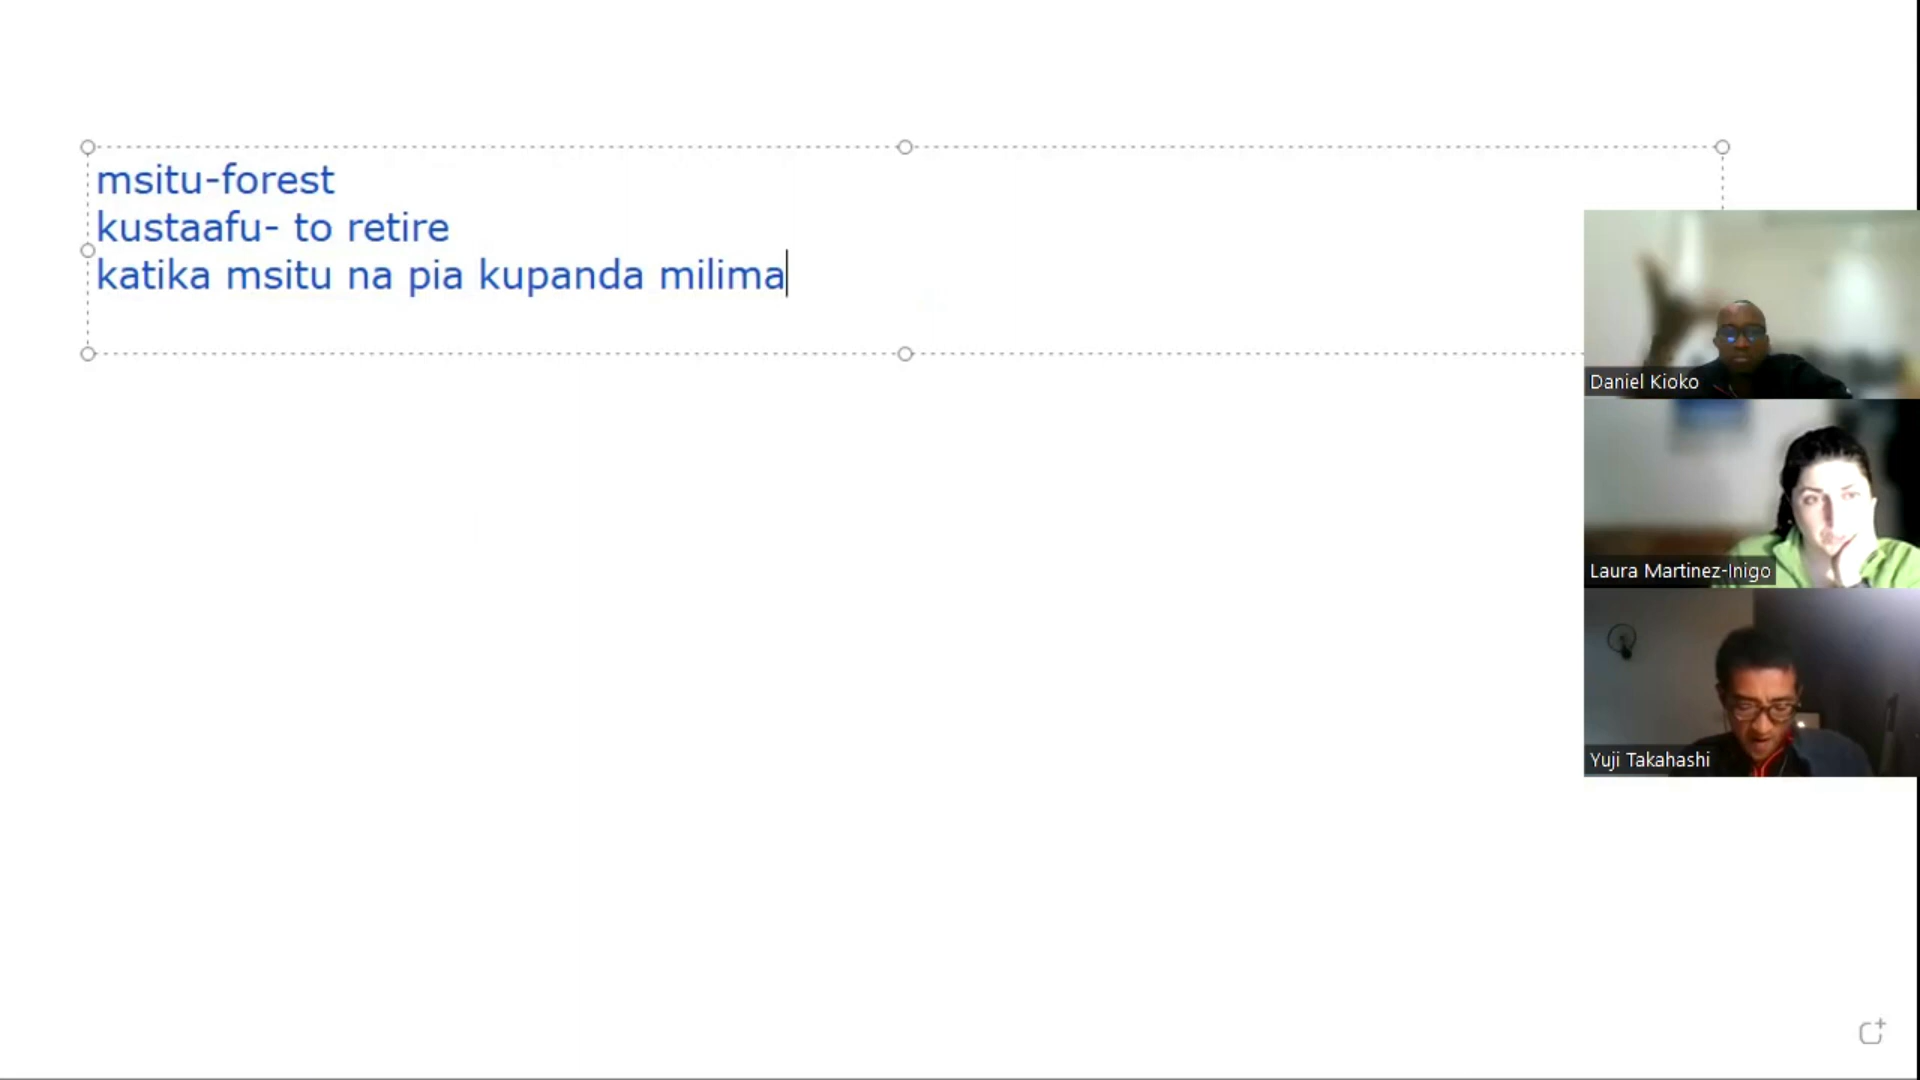 msitu-forest
kustaafu- to retire
katika msitu na pia kupanda milima
Daniel Kioko
Laura Martinez-Inigo
Yuji Takahashi